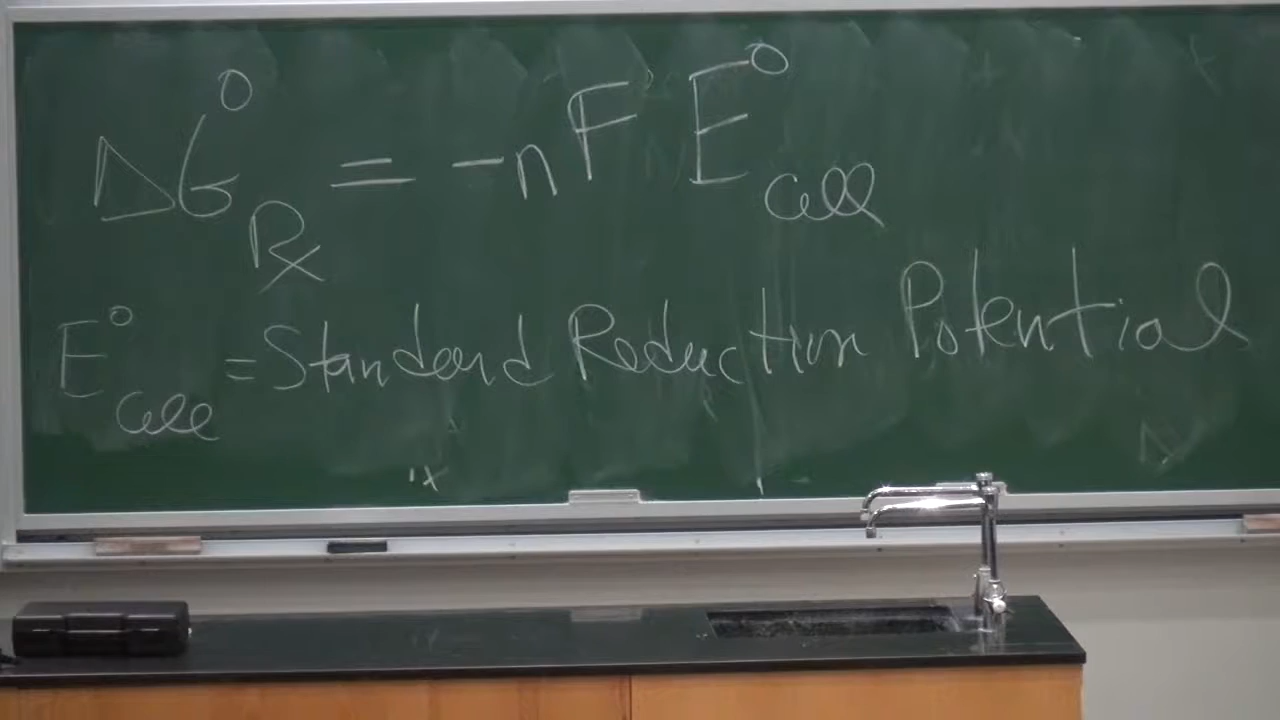 ΔG°Rx = -nFE°cell
E°cell = Standard Reduction Potential